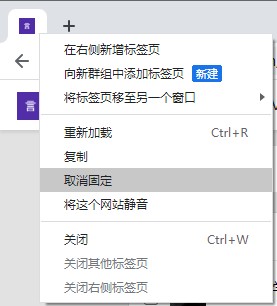 言
在右侧新增标签页
向新群组中添加标签页 新建
将标签页移至另一个窗口
言
重新加载 Ctrl+R
复制
取消固定
将这个网站静音
关闭 Ctrl+W
关闭其他标签页
关闭右侧标签页